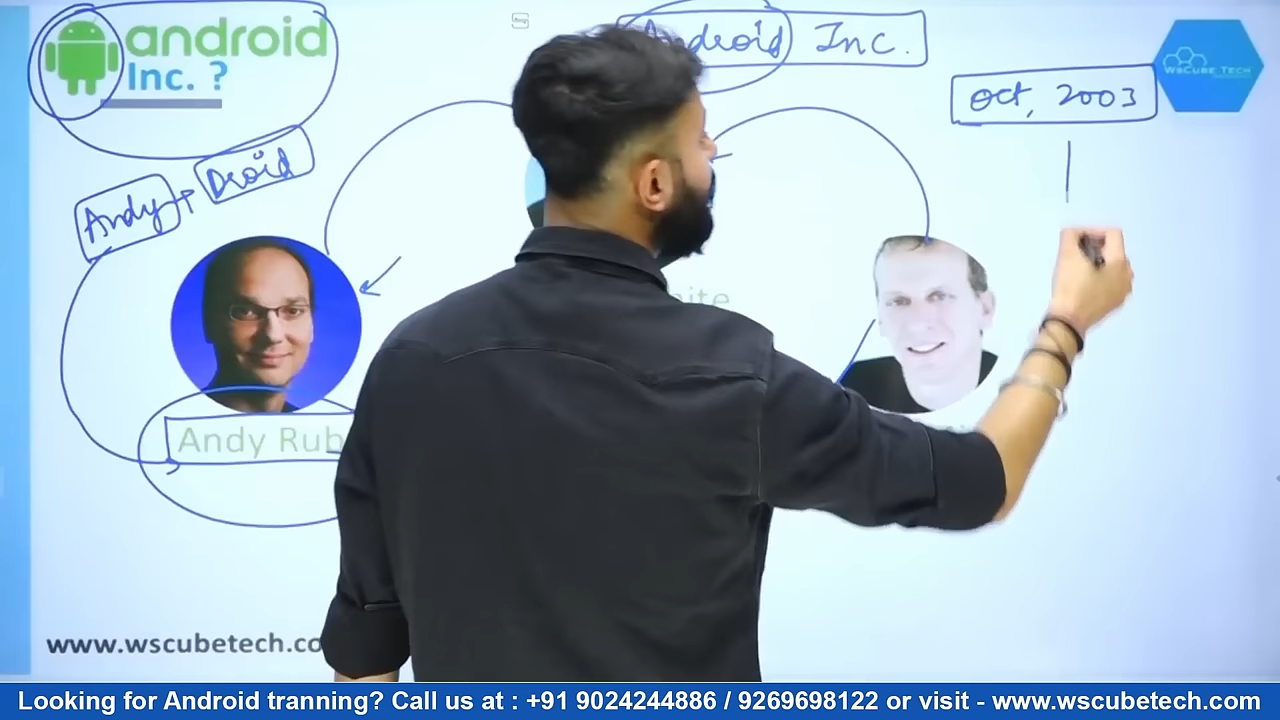 android
Inc. ?
Android Inc.
WsCube Tech
Oct, 2003
Andy + Droid
Andy Rub
www.wscubetech.co
Looking for Android tranning? Call us at : +91 9024244886 / 9269698122 or visit - www.wscubetech.com